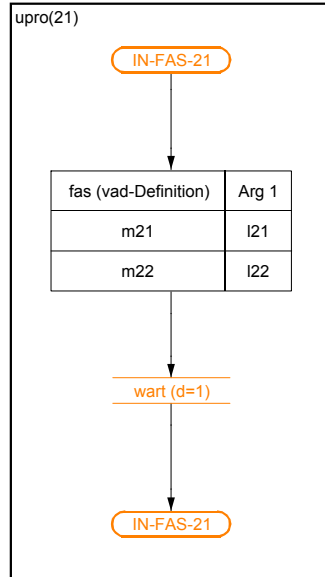 upro(21)
IN-FAS-21
fas (vad-Definition) Arg 1
m21 l21
m22 l22
wart (d=1)
IN-FAS-21